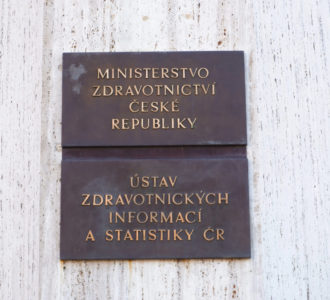 MINISTERSTVO
ZDRAVOTNICTVÍ
ČESKÉ
REPUBLIKY
ÚSTAV
ZDRAVOTNICKÝCH
INFORMACÍ
A STATISTIKY ČR